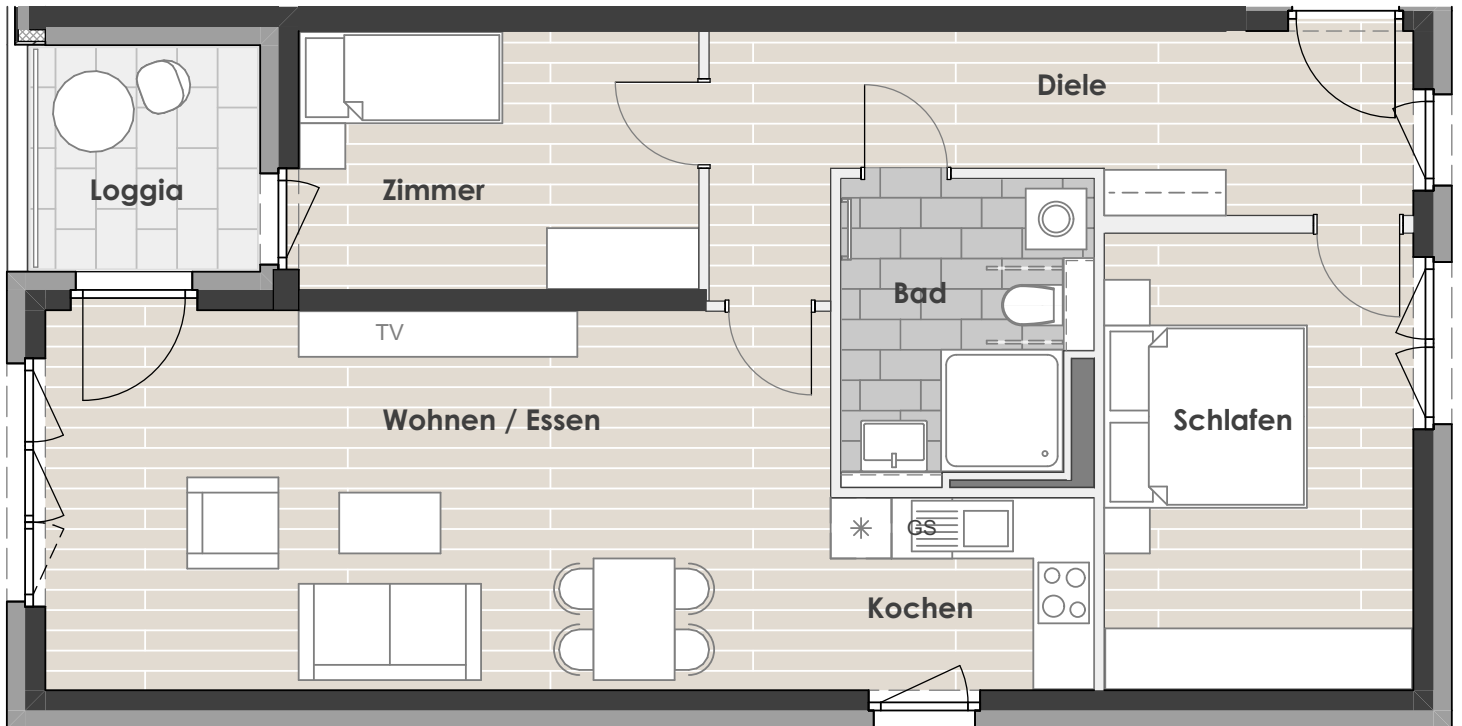 Diele
Loggia
Zimmer
Bad
TV
Wohnen / Essen
Schlafen
GS
Kochen